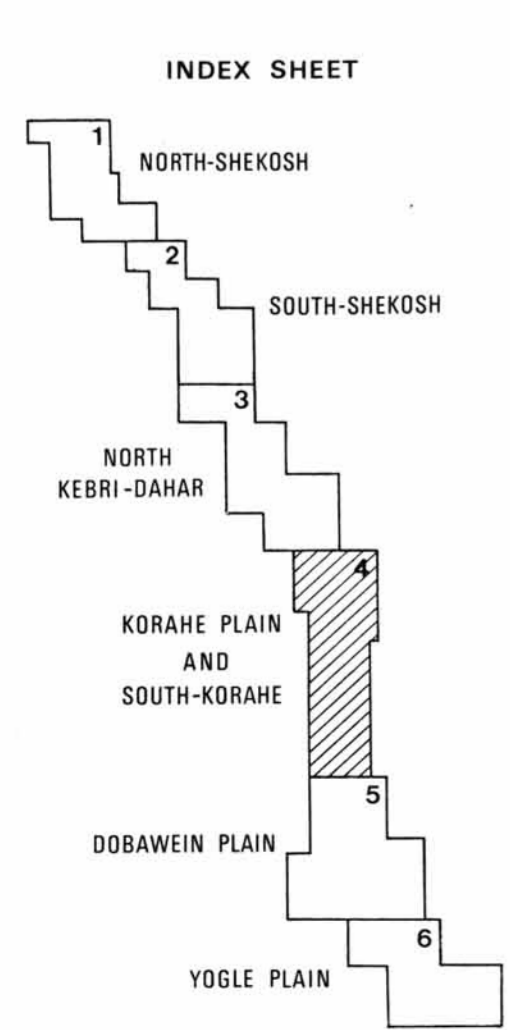 INDEX SHEET
1
NORTH-SHEKOSH
2
SOUTH-SHEKOSH
3
NORTH
KEBRI-DAHAR
4
KORAHE PLAIN
AND
SOUTH-KORAHE
5
DOBAWEIN PLAIN
6
YOGLE PLAIN